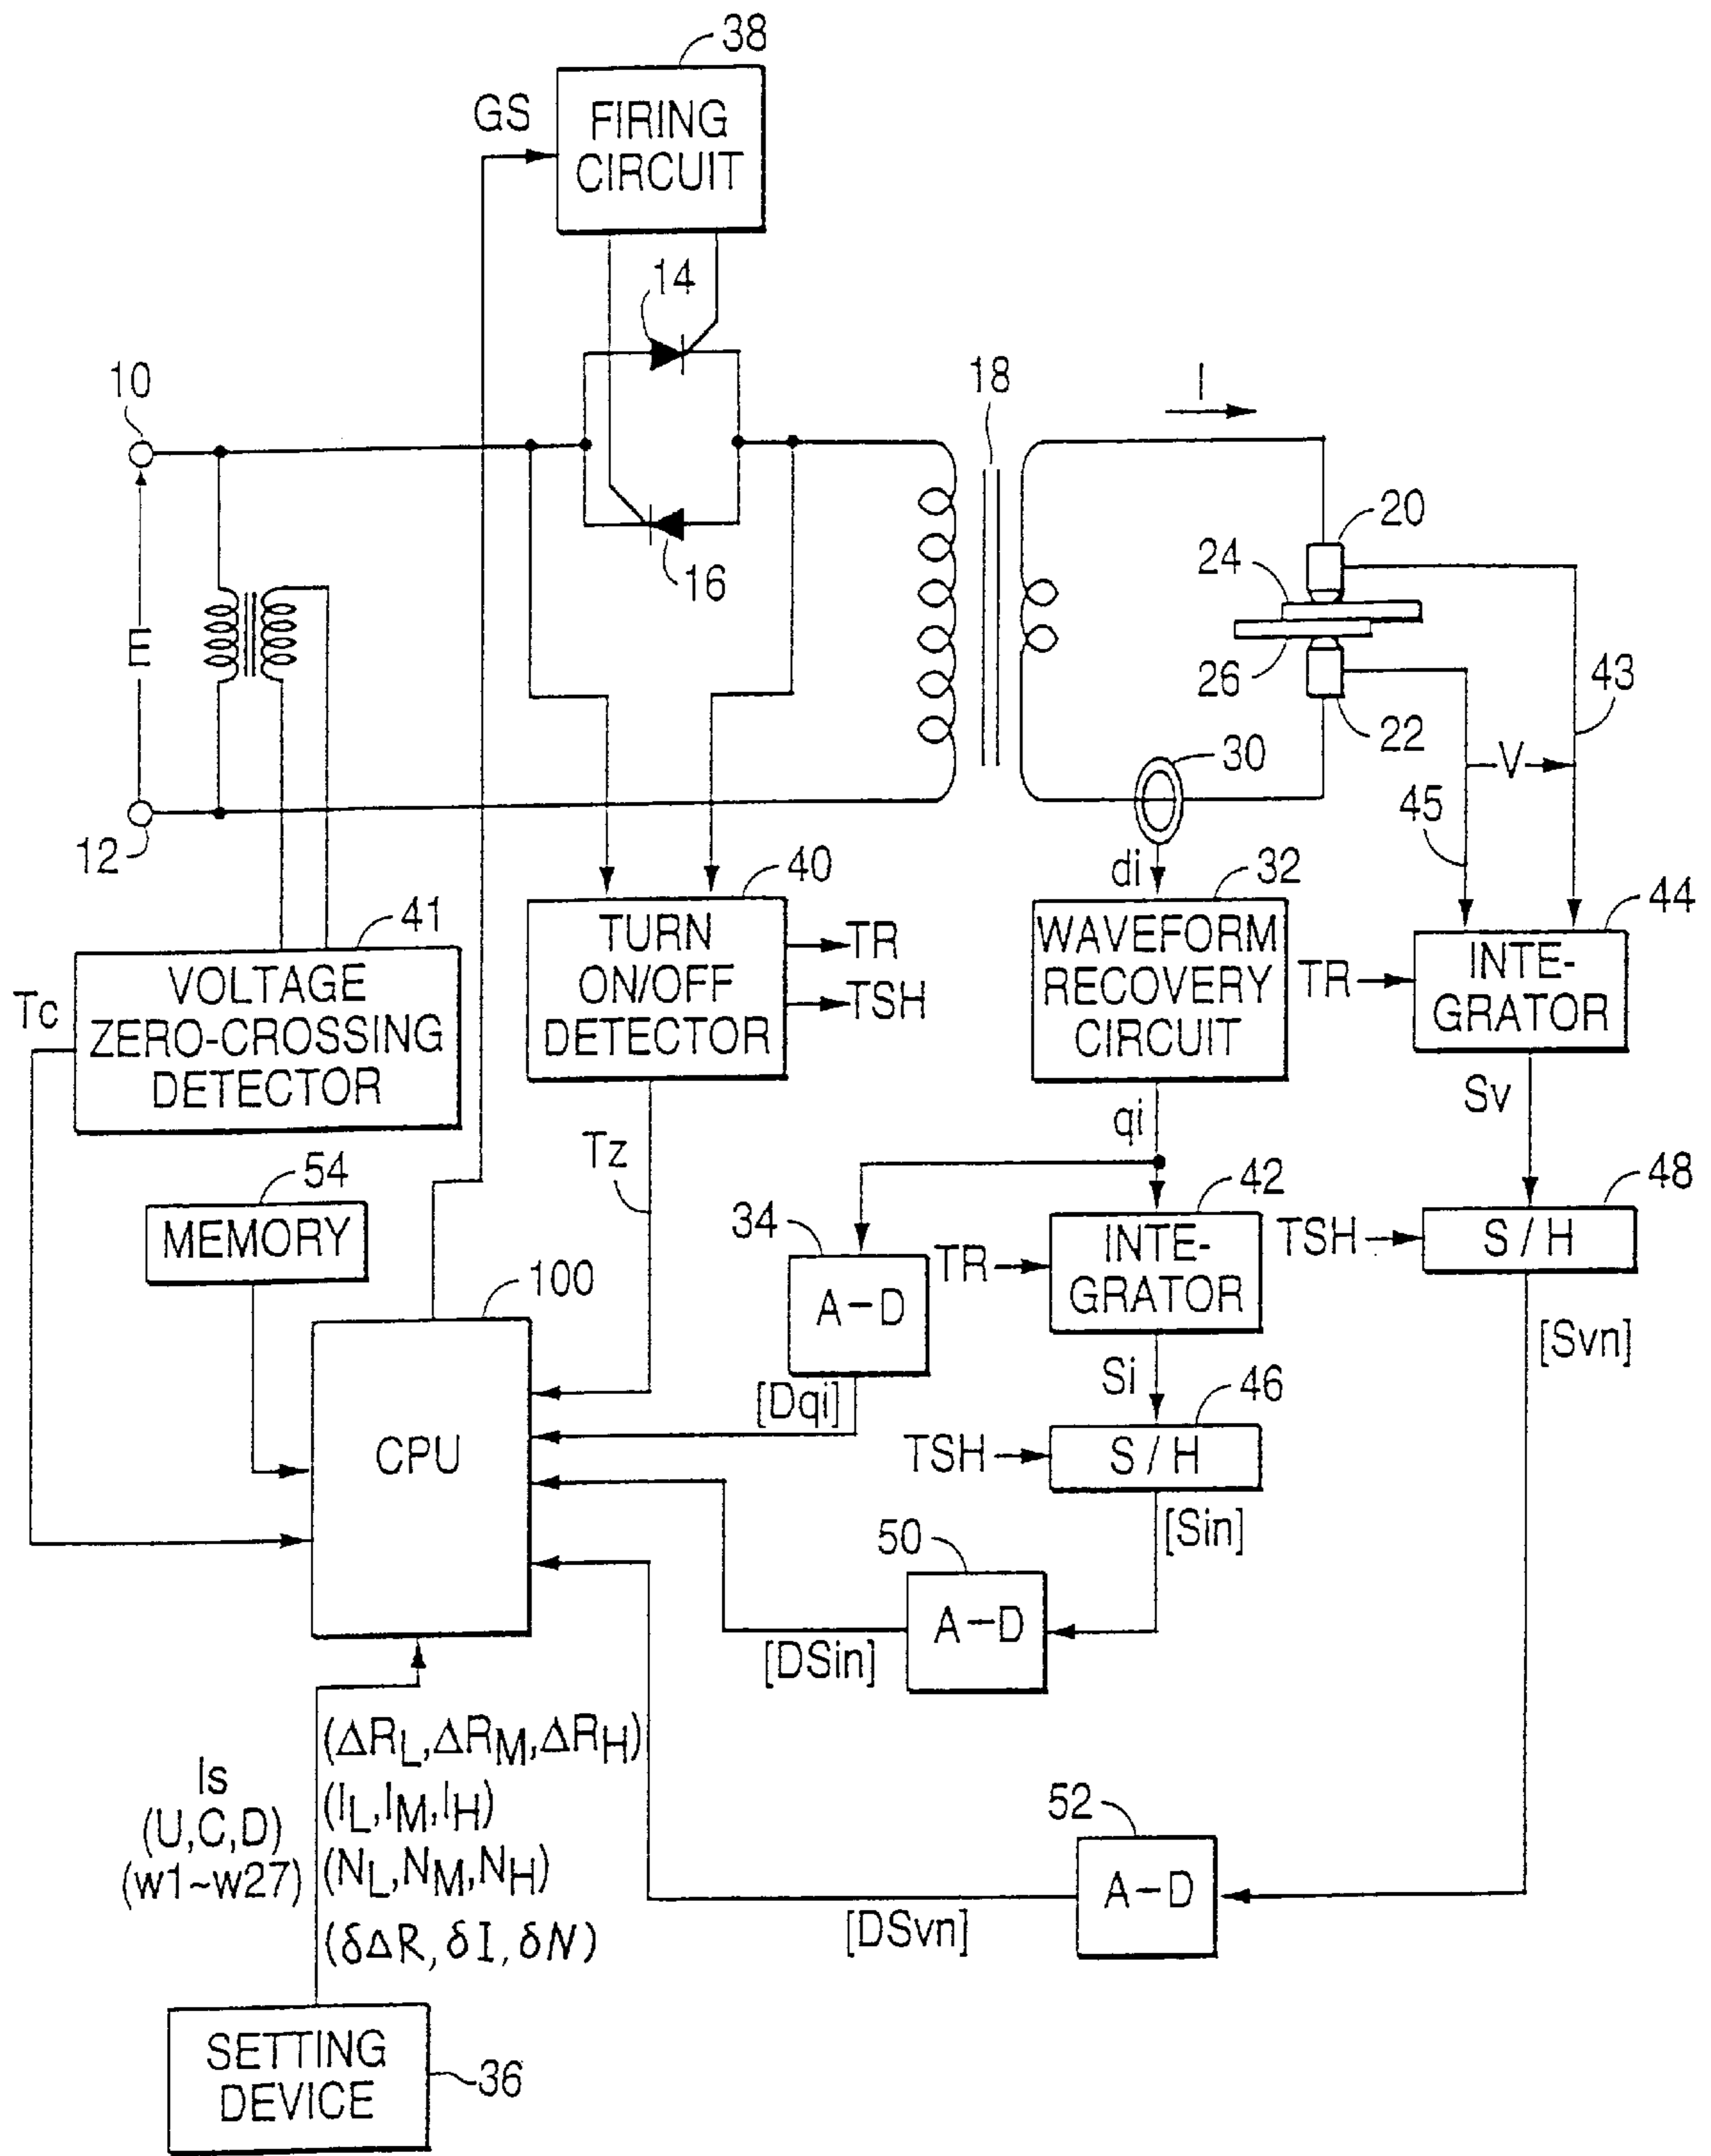 38
GS
FIRING
CIRCUIT
14
10
18
I
16
20
24
E
26
43
22
30
V
12
45
di
40
32
41
44
TURN
ON/OFF
DETECTOR
TR
TSH
WAVEFORM
RECOVERY
CIRCUIT
TR
INTE-
GRATOR
Tc
VOLTAGE
ZERO-CROSSING
DETECTOR
Sv
qi
Tz
54
42
48
MEMORY
34
TR
INTE-
GRATOR
TSH
S / H
100
A-D
[Svn]
Si
46
[Dqi]
CPU
TSH
S / H
50
[Sin]
A-D
[DSin]
(ΔRL,ΔRM,ΔRH)
Is
(U,C,D)
(w1~w27)
(IL,IM,IH)
(NL,NM,NH)
(δΔR,δI,δN)
52
A-D
[DSvn]
SETTING
DEVICE
36